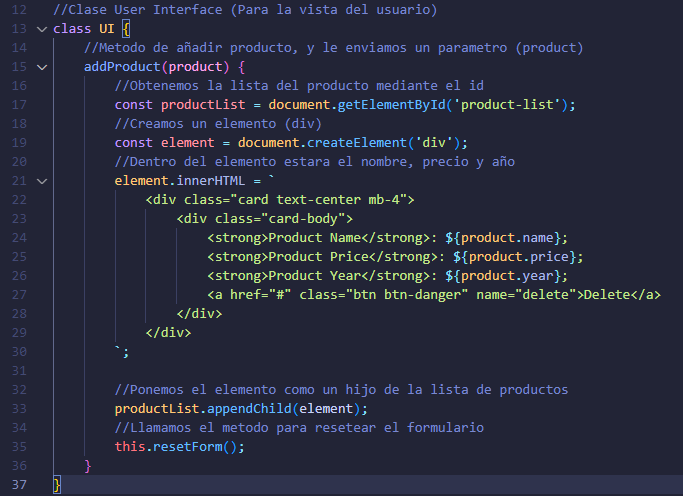 12 //Clase User Interface (Para la vista del usuario)
13 class UI {
14 //Metodo de añadir producto, y le enviamos un parametro (product)
15 addProduct(product) {
16 //Obtenemos la lista del producto mediante el id
17 const productList = document.getElementById('product-list');
18 //Creamos un elemento (div)
19 const element = document.createElement('div');
20 //Dentro del elemento estara el nombre, precio y año
21 element.innerHTML = `
22 <div class="card text-center mb-4">
23 <div class="card-body">
24 <strong>Product Name</strong>: ${product.name};
25 <strong>Product Price</strong>: ${product.price};
26 <strong>Product Year</strong>: ${product.year};
27 <a href="#" class="btn btn-danger" name="delete">Delete</a>
28 </div>
29 </div>
30 `;
31
32 //Ponemos el elemento como un hijo de la lista de productos
33 productList.appendChild(element);
34 //Llamamos el metodo para resetear el formulario
35 this.resetForm();
36 }
37 }